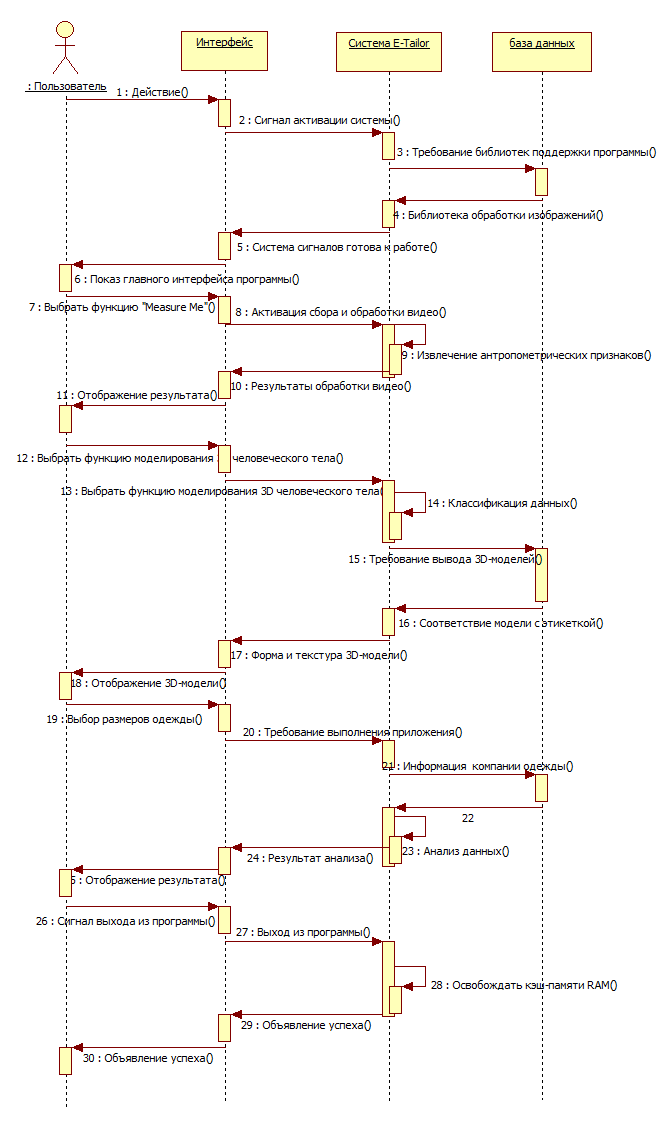 Интерфейс
Система E-Tailor
база данных
: Пользователь
1 : Действие()
2 : Сигнал активации системы()
3 : Требование библиотек поддержки программы()
4 : Библиотека обработки изображений()
5 : Система сигналов готова к работе()
6 : Показ главного интерфейса программы()
7 : Выбрать функцию "Measure Me"()
8 : Активация сбора и обработки видео()
9 : Извлечение антропометрических признаков()
10 : Результаты обработки видео()
11 : Отображение результата()
12 : Выбрать функцию моделирования человеческого тела()
13 : Выбрать функцию моделирования 3D человеческого тела()
14 : Классификация данных()
15 : Требование вывода 3D-моделей()
16 : Соответствие модели с этикеткой()
17 : Форма и текстура 3D-модели()
18 : Отображение 3D-модели()
19 : Выбор размеров одежды()
20 : Требование выполнения приложения()
21 : Информация компании одежды()
22
23 : Анализ данных()
24 : Результат анализа()
5 : Отображение результата()
26 : Сигнал выхода из программы()
27 : Выход из программы()
28 : Освобождать кэш-памяти RAM()
29 : Объявление успеха()
30 : Объявление успеха()